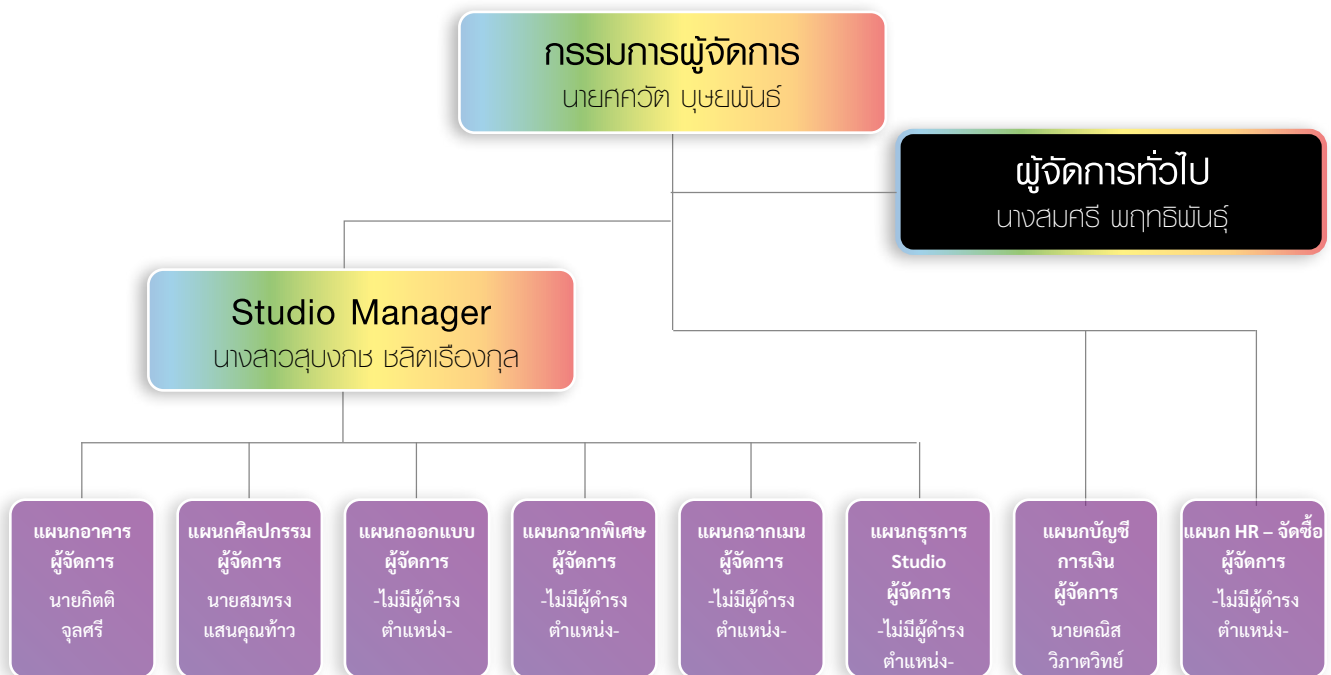 กรรมการผู้จัดการ
นายศศวัต บุษยพันธ์
ผู้จัดการทั่วไป
นางสมศรี พฤทธิพันธุ์
Studio Manager
นางสาวสุบงกช ชลิตเรืองกุล
แผนกอาคาร
ผู้จัดการ
นายกิตติ
จุลศรี
แผนกศิลปกรรม
ผู้จัดการ
นายสมทรง
แสนคุณท้าว
แผนกออกแบบ
ผู้จัดการ
-ไม่มีผู้ดำรง
ตำแหน่ง-
แผนกฉากพิเศษ
ผู้จัดการ
-ไม่มีผู้ดำรง
ตำแหน่ง-
แผนกฉากเมน
ผู้จัดการ
-ไม่มีผู้ดำรง
ตำแหน่ง-
แผนกธุรการ
Studio
ผู้จัดการ
-ไม่มีผู้ดำรง
ตำแหน่ง-
แผนกบัญชี
การเงิน
ผู้จัดการ
นายคณิส
วิภาตวิทย์
แผนก HR – จัดซื้อ
ผู้จัดการ
-ไม่มีผู้ดำรง
ตำแหน่ง-